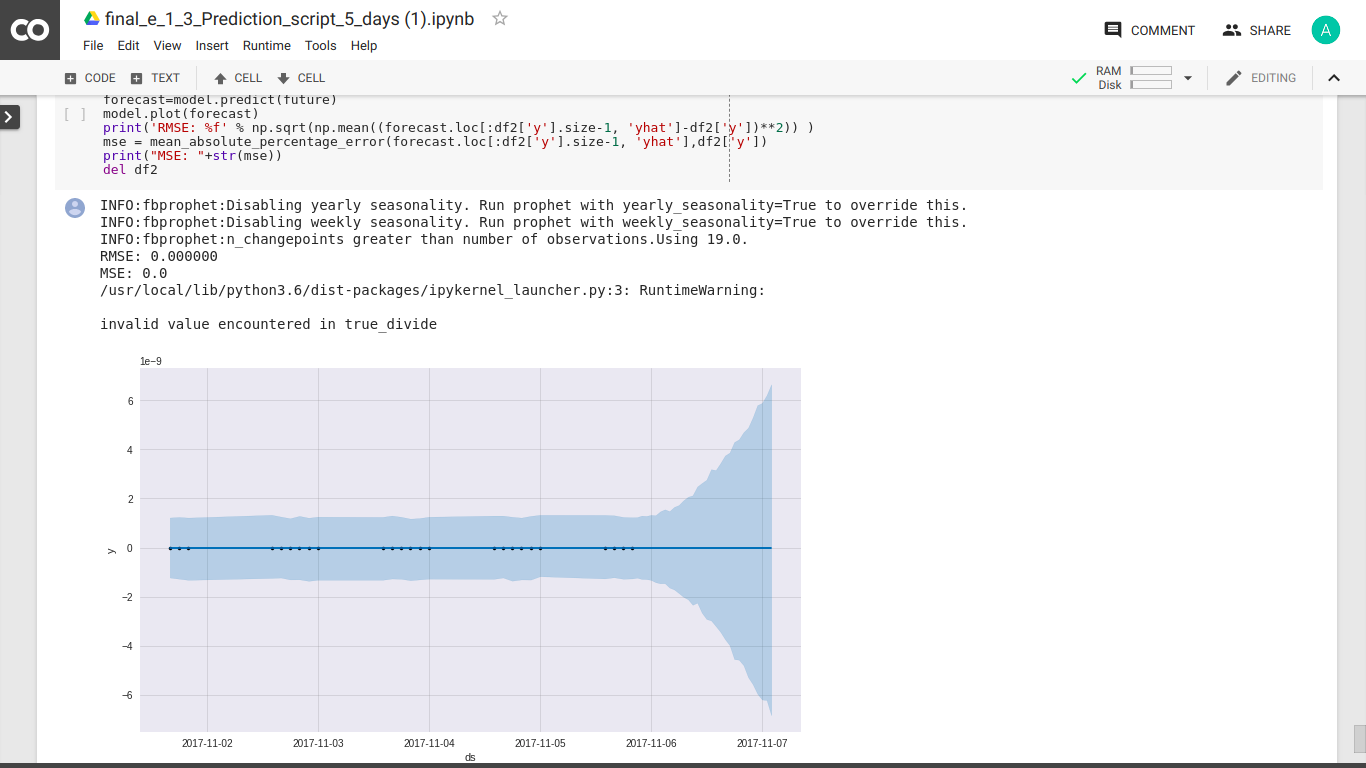 CO
final_e_1_3_Prediction_script_5_days (1).ipynb
COMMENT
SHARE
A
File Edit View Insert Runtime Tools Help
CODE TEXT CELL CELL
RAM
Disk
EDITING
forecast=model.predict(future)
[ ] model.plot(forecast)
print('RMSE: %f' % np.sqrt(np.mean((forecast.loc[:df2['y'].size-1, 'yhat']-df2['y'])**2)) )
mse = mean_absolute_percentage_error(forecast.loc[:df2['y'].size-1, 'yhat'],df2['y'])
print("MSE: "+str(mse))
del df2
INFO:fbprophet:Disabling yearly seasonality. Run prophet with yearly_seasonality=True to override this.
INFO:fbprophet:Disabling weekly seasonality. Run prophet with weekly_seasonality=True to override this.
INFO:fbprophet:n_changepoints greater than number of observations.Using 19.0.
RMSE: 0.000000
MSE: 0.0
/usr/local/lib/python3.6/dist-packages/ipykernel_launcher.py:3: RuntimeWarning:
invalid value encountered in true_divide
1e−9
6
4
2
0
−2
−4
−6
y
2017-11-02 2017-11-03 2017-11-04 2017-11-05 2017-11-06 2017-11-07
ds